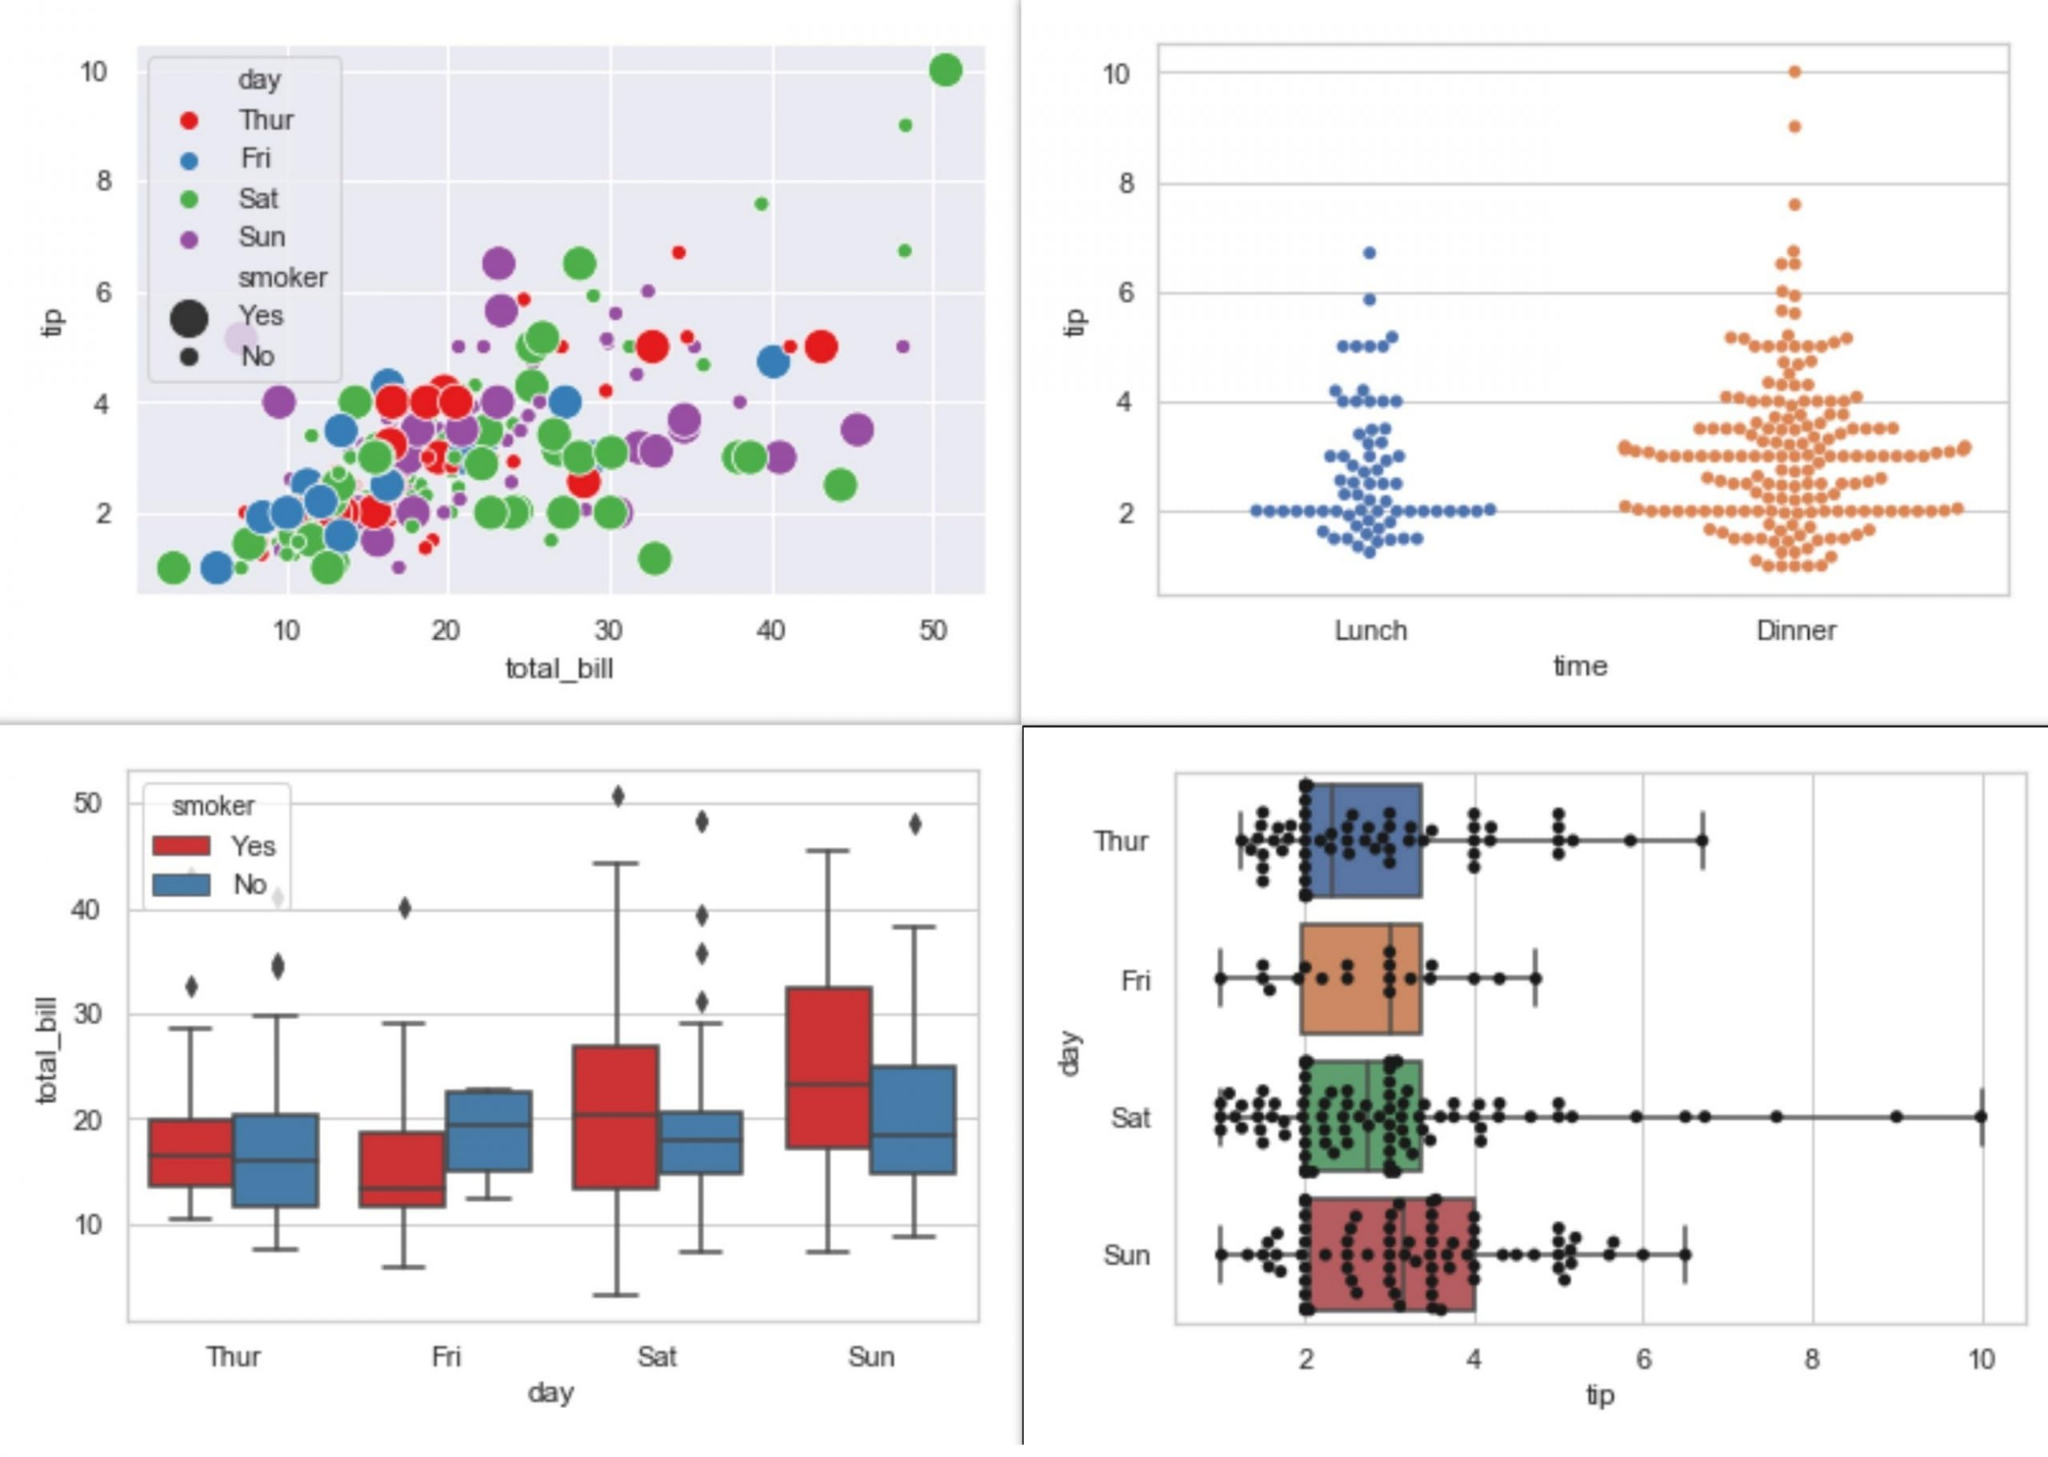 10
8
6
4
2
tip
day
Thur
Fri
Sat
Sun
smoker
Yes
No
10 20 30 40 50
total_bill
10
8
6
4
2
tip
Lunch Dinner
time
50
40
30
20
10
total_bill
smoker
Yes
No
Thur Fri Sat Sun
day
Thur
Fri
Sat
Sun
day
2 4 6 8 10
tip